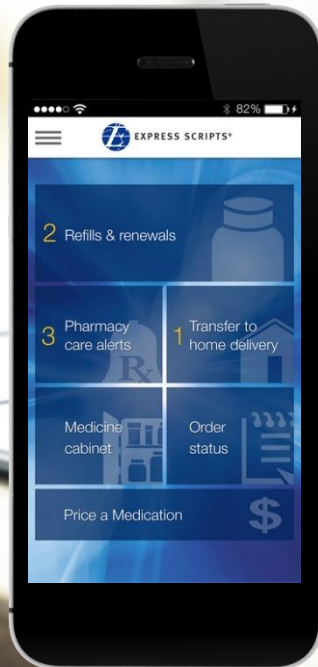 82%
EXPRESS SCRIPTS®
2 Refills & renewals
3 Pharmacy
care alerts
Rx
1 Transfer to
home delivery
Medicine
cabinet
Order
status
Price a Medication
$